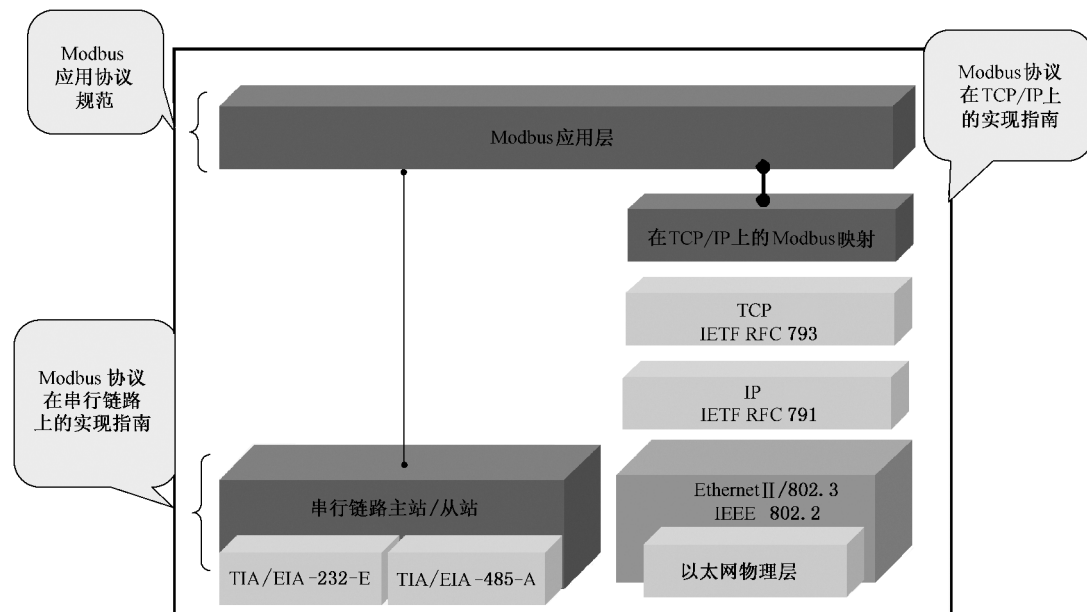 Modbus
应用协议
规范
Modbus协议
在TCP/IP上
的实现指南
Modbus应用层
在TCP/IP上的Modbus映射
TCP
IETF RFC 793
IP
IETF RFC 791
Modbus 协议
在串行链路
上的实现指南
串行链路主站/从站
TIA/EIA-232-E
TIA/EIA-485-A
EthernetⅡ/802.3
IEEE 802.2
以太网物理层